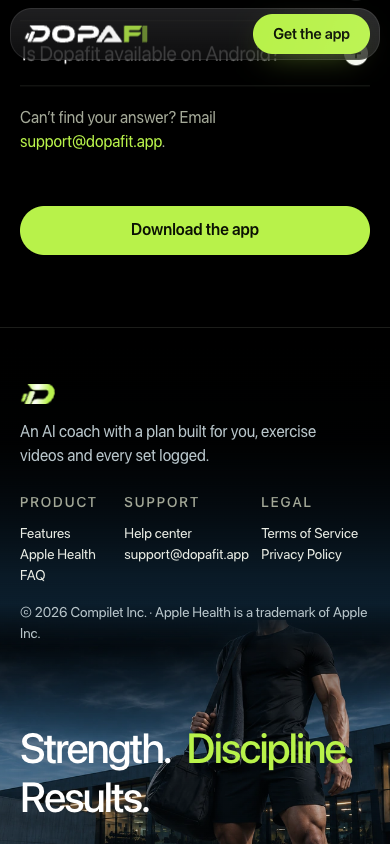 DOPAFI
Get the app
Is Dopafit available on Android?
Can't find your answer? Email
support@dopafit.app.
Download the app
An AI coach with a plan built for you, exercise
videos and every set logged.
PRODUCT SUPPORT LEGAL
Features Help center Terms of Service
Apple Health support@dopafit.app Privacy Policy
FAQ
© 2026 Compilet Inc. · Apple Health is a trademark of Apple
Inc.
Strength. Discipline.
Results.